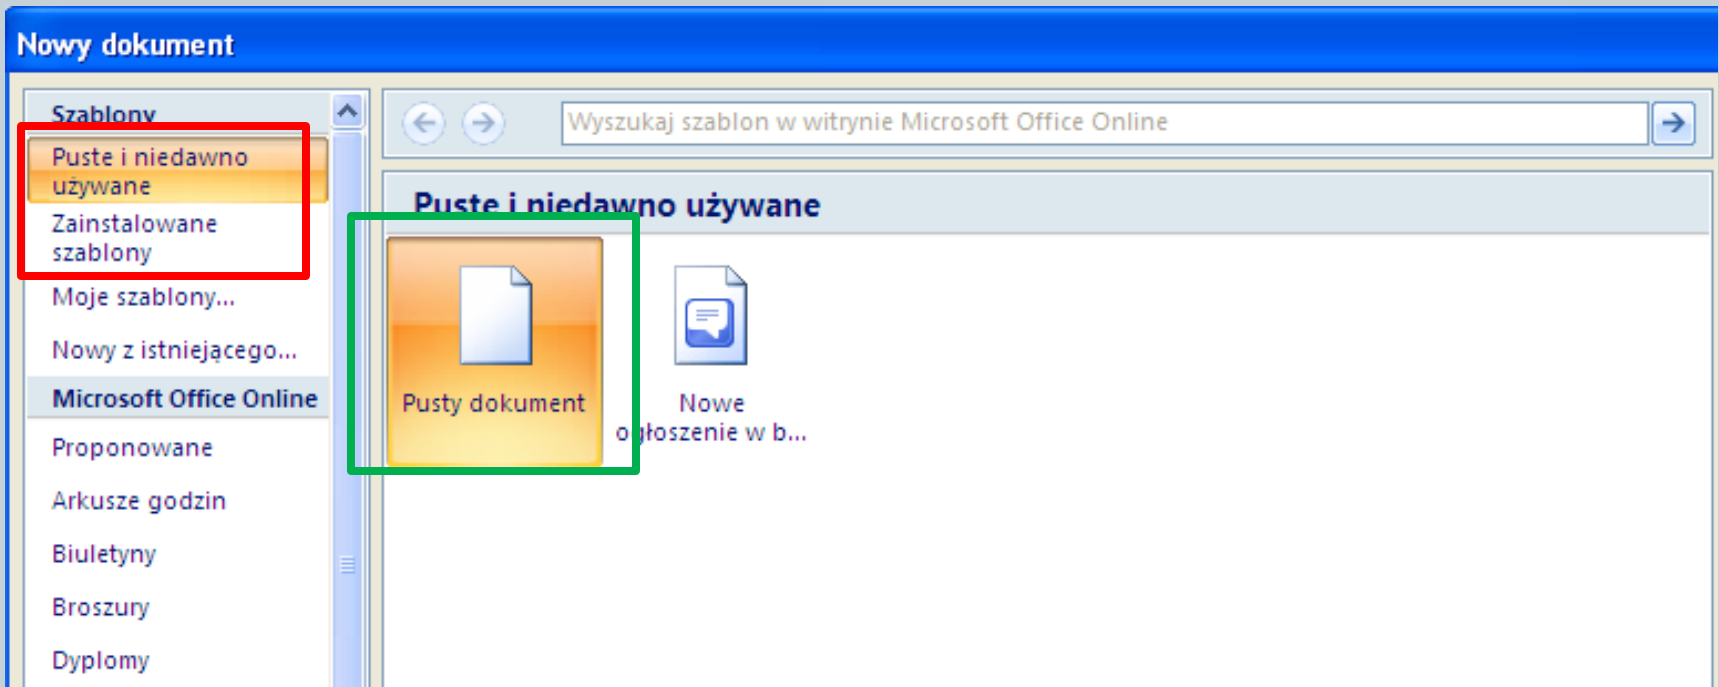 Nowy dokument
Szablony
Puste i niedawno
używane
Zainstalowane
szablony
Moje szablony...
Nowy z istniejącego...
Microsoft Office Online
Proponowane
Arkusze godzin
Biuletyny
Broszury
Dyplomy
Wyszukaj szablon w witrynie Microsoft Office Online
Puste i niedawno używane
Pusty dokument
Nowe
ogłoszenie w b...